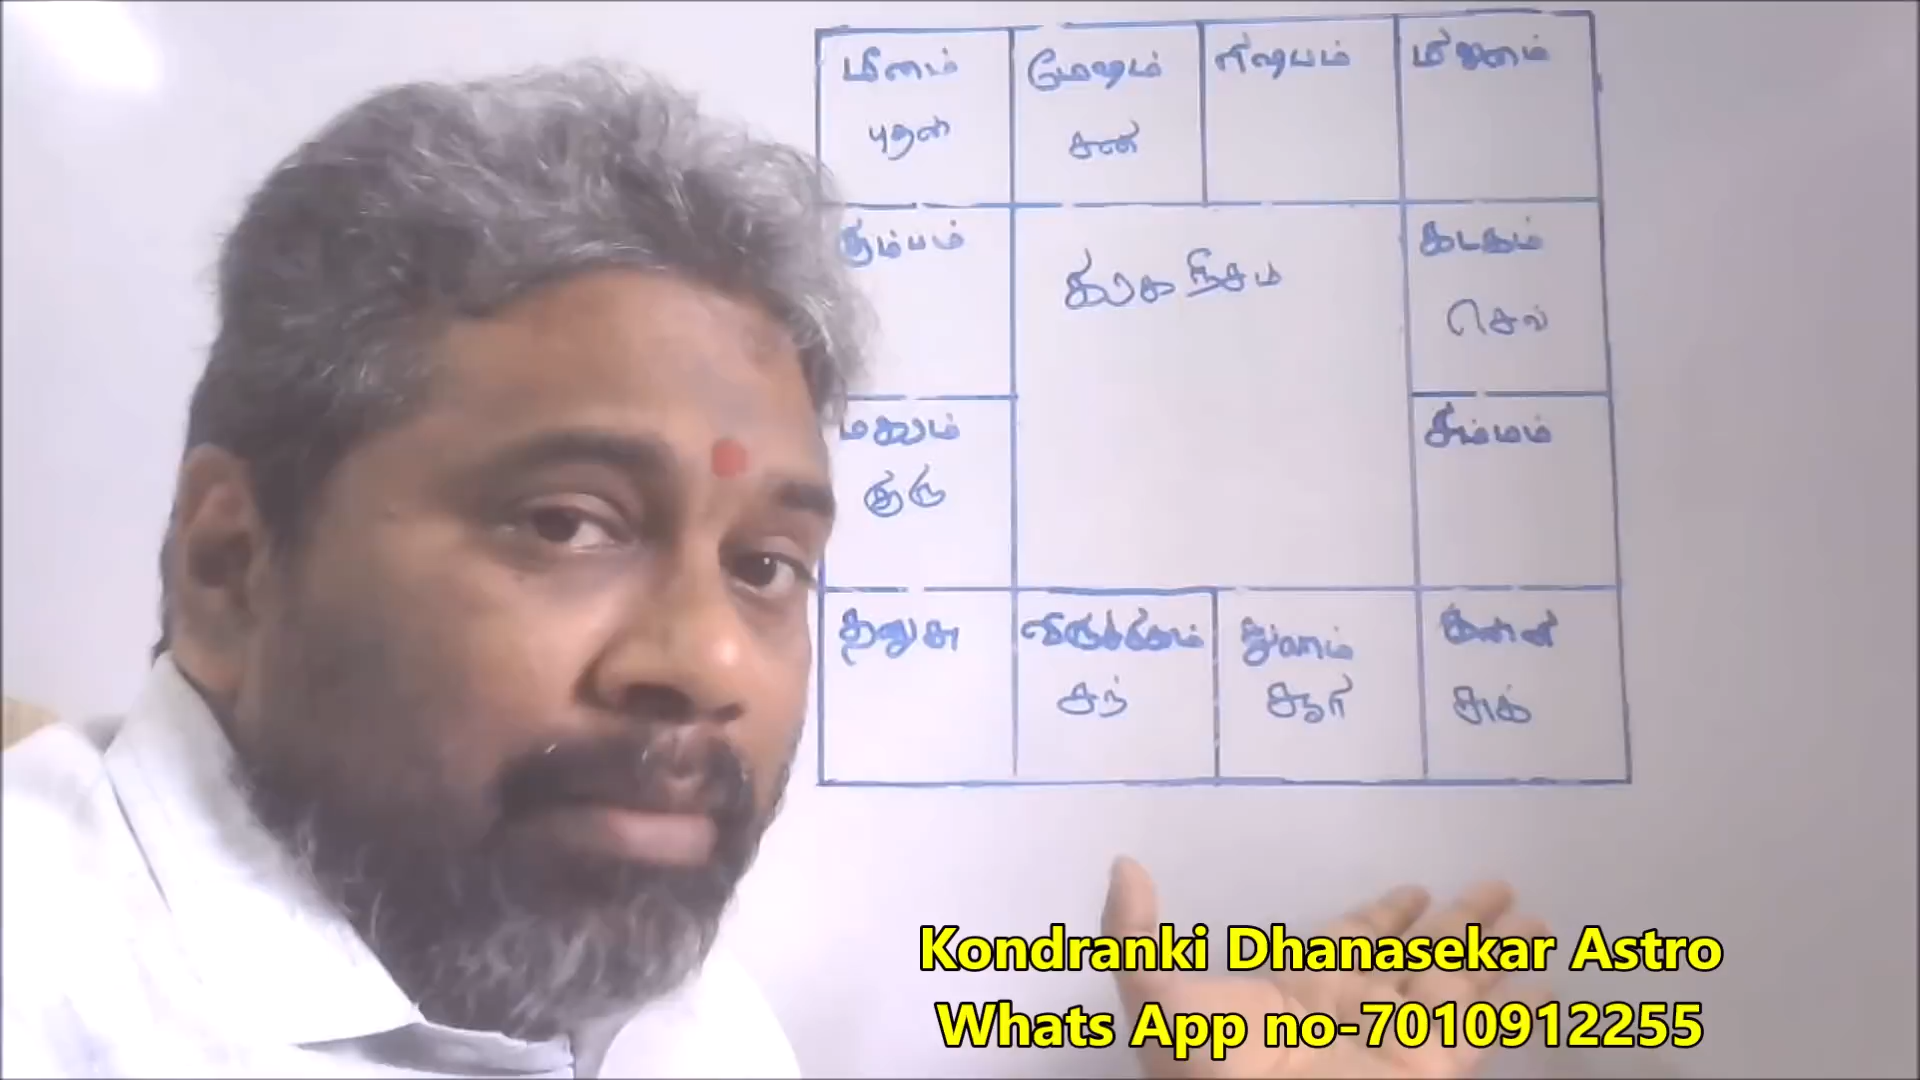 மீனம் மேஷம் ரிஷபம் மிதுனம்
புதன் சனி
கும்பம் கடகம்
கிரக நீசம்
செவ்
மகரம் சிம்மம்
குரு
தனுசு விருச்சிகம் துலாம் கன்னி
சந் சூரி சுக்
Kondranki Dhanasekar Astro
Whats App no-7010912255